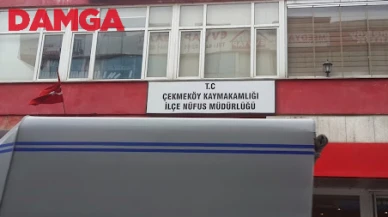 DAMGA
T.C
ÇEKMEKÖY KAYMAKAMLIĞI
İLÇE NÜFUS MÜDÜRLÜĞÜ